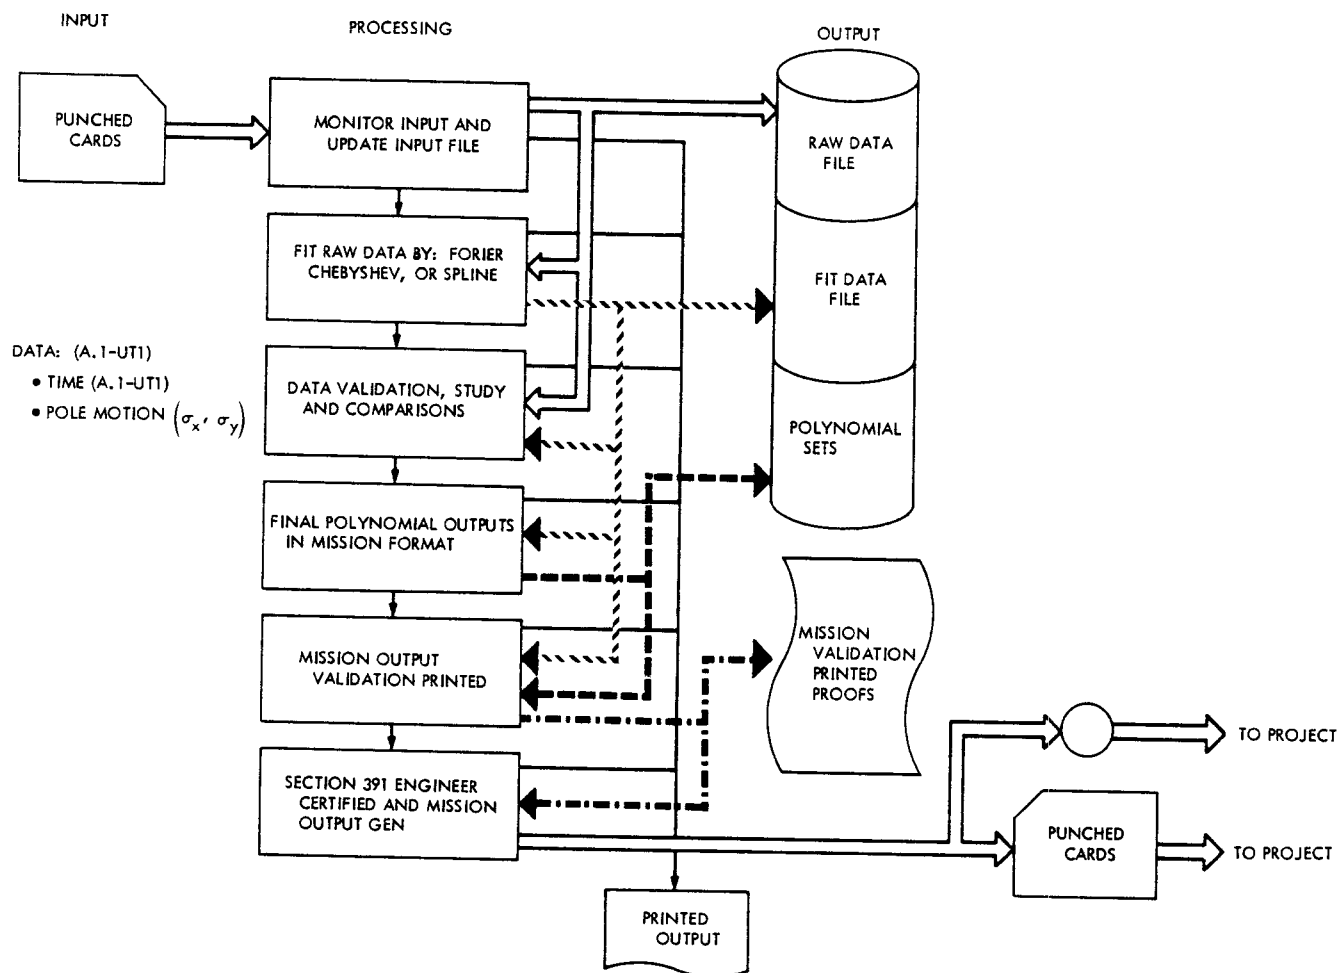 INPUT
PROCESSING
OUTPUT
PUNCHED
CARDS
MONITOR INPUT AND
UPDATE INPUT FILE
RAW DATA
FILE
FIT RAW DATA BY: FORIER
CHEBYSHEV, OR SPLINE
FIT DATA
FILE
DATA: (A.1-UT1)
• TIME (A.1-UT1)
• POLE MOTION (σx, σy)
DATA VALIDATION, STUDY
AND COMPARISONS
POLYNOMIAL
SETS
FINAL POLYNOMIAL OUTPUTS
IN MISSION FORMAT
MISSION OUTPUT
VALIDATION PRINTED
MISSION
VALIDATION
PRINTED
PROOFS
SECTION 391 ENGINEER
CERTIFIED AND MISSION
OUTPUT GEN
TO PROJECT
PUNCHED
CARDS
TO PROJECT
PRINTED
OUTPUT